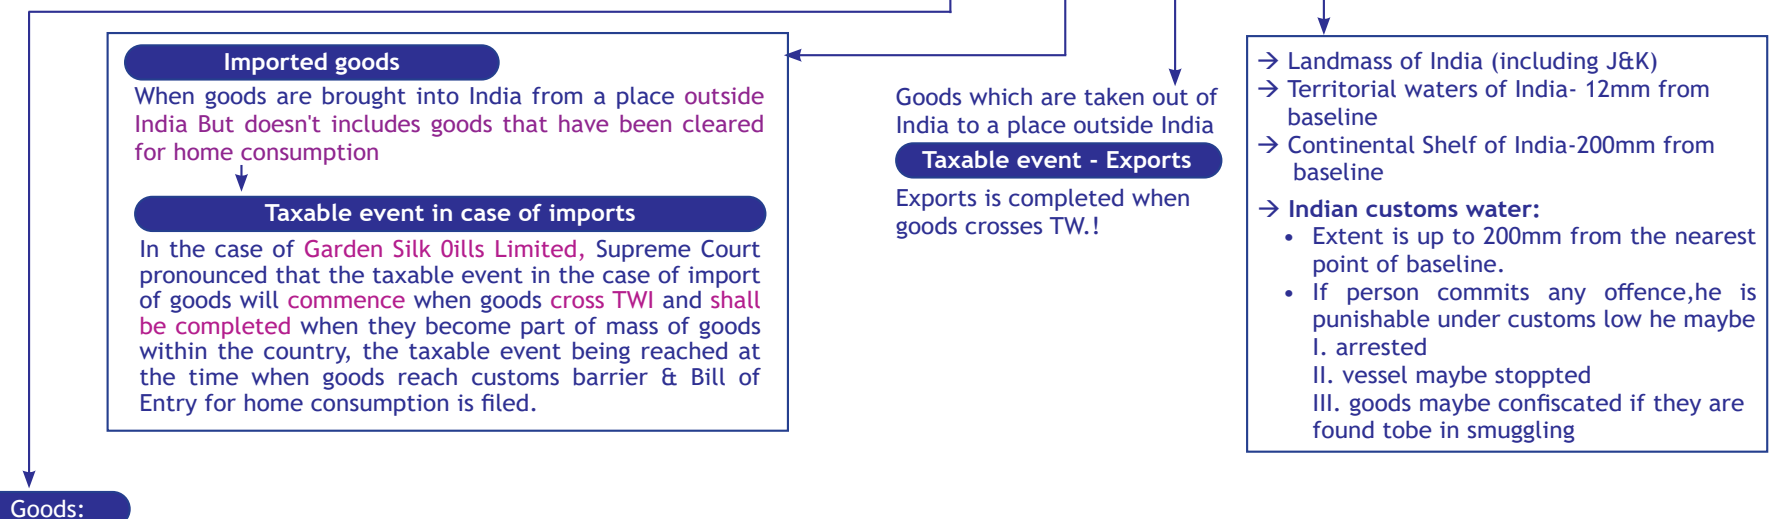 Imported goods
When goods are brought into India from a place outside
India But doesn't includes goods that have been cleared
for home consumption
Taxable event in case of imports
In the case of Garden Silk 0ills Limited, Supreme Court
pronounced that the taxable event in the case of import
of goods will commence when goods cross TWI and shall
be completed when they become part of mass of goods
within the country, the taxable event being reached at
the time when goods reach customs barrier & Bill of
Entry for home consumption is filed.
Goods which are taken out of
India to a place outside India
Taxable event - Exports
Exports is completed when
goods crosses TW.!
→ Landmass of India (including J&K)
→ Territorial waters of India- 12mm from
baseline
→ Continental Shelf of India-200mm from
baseline
→ Indian customs water:
• Extent is up to 200mm from the nearest
point of baseline.
• If person commits any offence,he is
punishable under customs low he maybe
I. arrested
II. vessel maybe stoppted
III. goods maybe confiscated if they are
found tobe in smuggling
Goods: